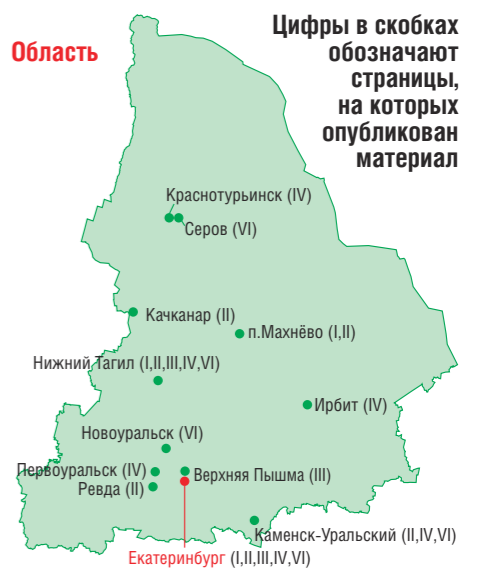 Область
Цифры в скобках
обозначают
страницы,
на которых
опубликован
материал
Краснотурьинск (IV)
Серов (VI)
Качканар (II)
п.Махнёво (I,II)
Нижний Тагил (I,II,III,IV,VI)
Ирбит (IV)
Новоуральск (VI)
Первоуральск (IV)
Верхняя Пышма (III)
Ревда (II)
Каменск-Уральский (II,IV,VI)
Екатеринбург (I,II,III,IV,VI)